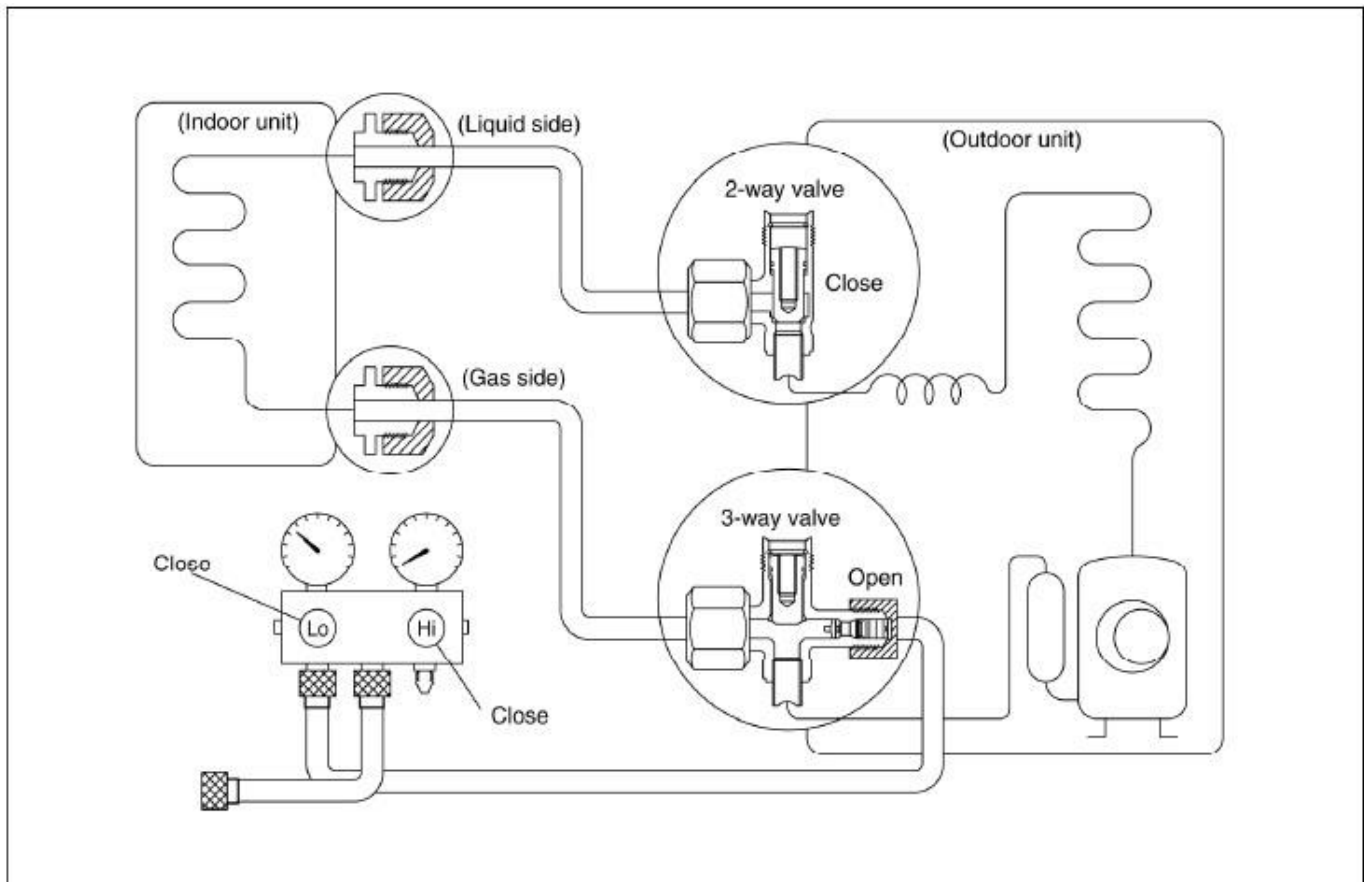 (Indoor unit)
(Liquid side)
(Outdoor unit)
2-way valve
Close
(Gas side)
3-way valve
Open
Closo
Lo
Hi
Close